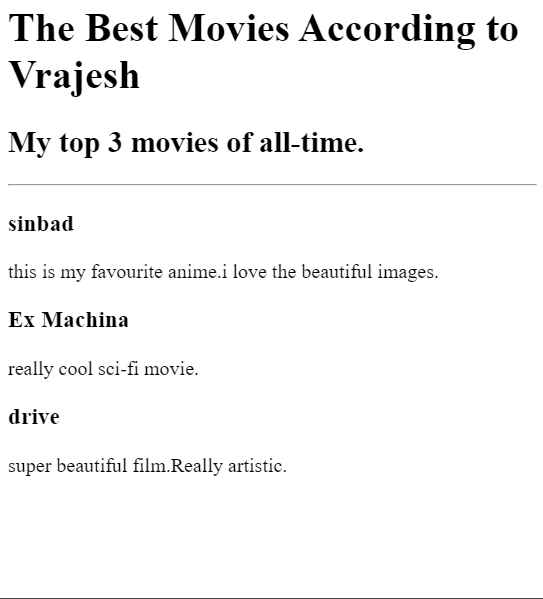 The Best Movies According to
Vrajesh
My top 3 movies of all-time.
sinbad
this is my favourite anime.i love the beautiful images.
Ex Machina
really cool sci-fi movie.
drive
super beautiful film.Really artistic.